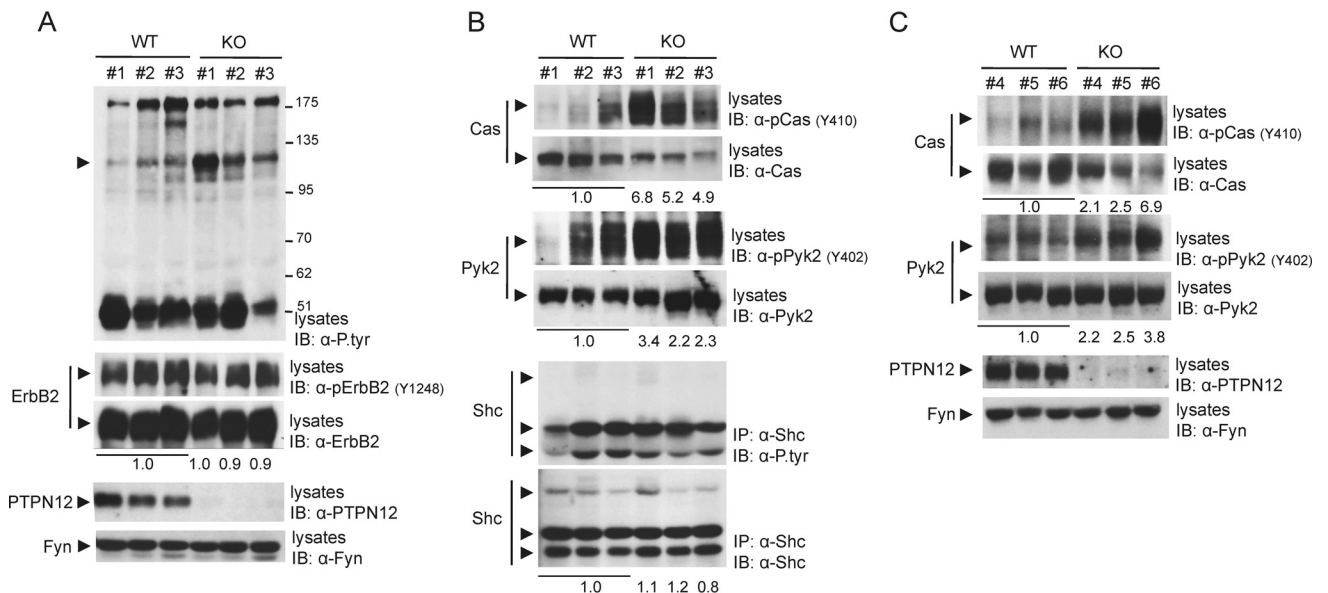 A
WT KO
#1 #2 #3 #1 #2 #3
175
135
95
70
62
51
lysates
IB: α-P.tyr
ErbB2
lysates
IB: α-pErbB2 (Y1248)
lysates
IB: α-ErbB2
1.0 1.0 0.9 0.9
PTPN12
lysates
IB: α-PTPN12
Fyn
lysates
IB: α-Fyn
B
WT KO
#1 #2 #3 #1 #2 #3
Cas
lysates
IB: α-pCas (Y410)
lysates
IB: α-Cas
1.0 6.8 5.2 4.9
Pyk2
lysates
IB: α-pPyk2 (Y402)
lysates
IB: α-Pyk2
1.0 3.4 2.2 2.3
Shc
IP: α-Shc
IB: α-P.tyr
Shc
IP: α-Shc
IB: α-Shc
1.0 1.1 1.2 0.8
C
WT KO
#4 #5 #6 #4 #5 #6
Cas
lysates
IB: α-pCas (Y410)
lysates
IB: α-Cas
1.0 2.1 2.5 6.9
Pyk2
lysates
IB: α-pPyk2 (Y402)
lysates
IB: α-Pyk2
1.0 2.2 2.5 3.8
PTPN12
lysates
IB: α-PTPN12
Fyn
lysates
IB: α-Fyn